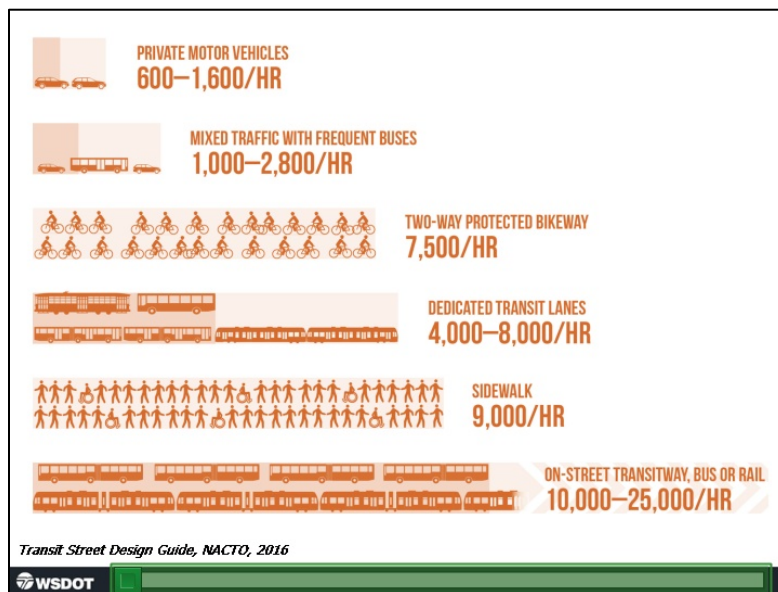 PRIVATE MOTOR VEHICLES
600–1,600/HR
MIXED TRAFFIC WITH FREQUENT BUSES
1,000–2,800/HR
TWO-WAY PROTECTED BIKEWAY
7,500/HR
DEDICATED TRANSIT LANES
4,000–8,000/HR
SIDEWALK
9,000/HR
ON-STREET TRANSITWAY, BUS OR RAIL
10,000–25,000/HR
Transit Street Design Guide, NACTO, 2016
WSDOT